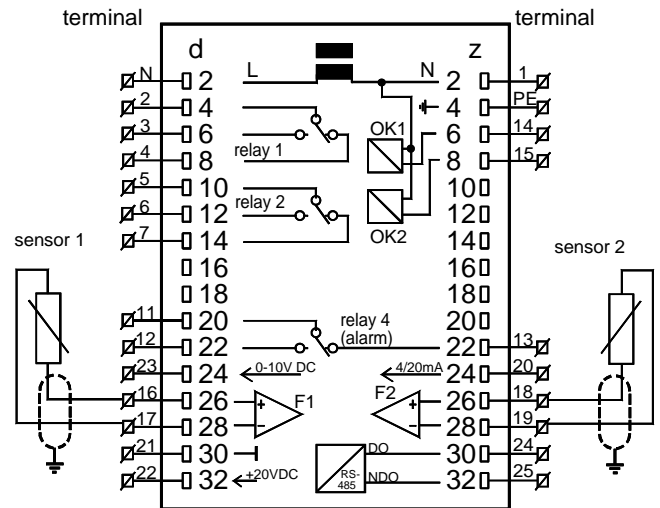 terminal terminal
d z
N 2 L N 2 1
2 4 4 PE
3 6 OK1 6 14
4 8 relay 1 8 15
5 10 10
6 12 relay 2 12
7 14 OK2 14
sensor 1 sensor 2
16 16
18 18
11 20 relay 4 20
12 22 (alarm) 22 13
23 24 0-10V DC 4/20mA 24 20
16 26 + F1 F2 + 26 18
17 28 − − 28 19
21 30 DO 30 24
22 32 +20VDC RS-485 NDO 32 25